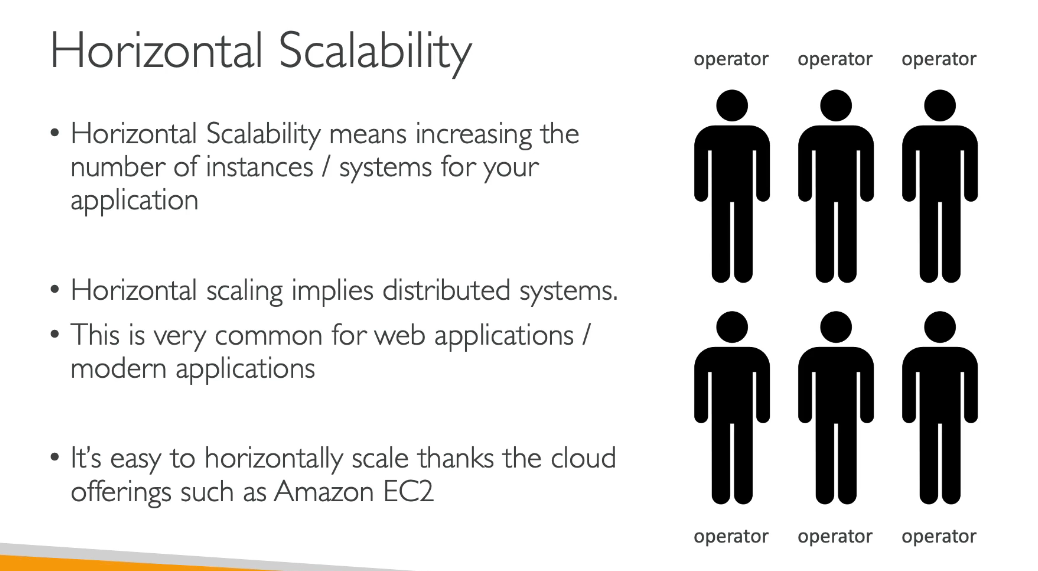 Horizontal Scalability
• Horizontal Scalability means increasing the
number of instances / systems for your
application
• Horizontal scaling implies distributed systems.
• This is very common for web applications /
modern applications
• It's easy to horizontally scale thanks the cloud
offerings such as Amazon EC2
operator operator operator
operator operator operator